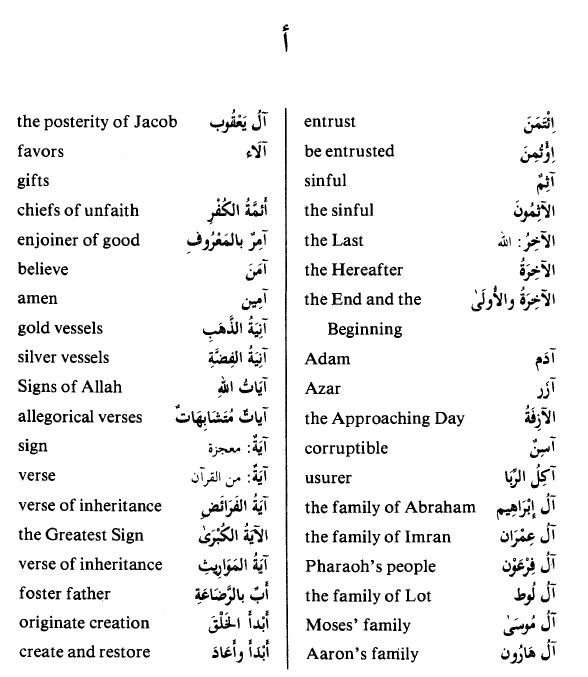 أ
entrust اِئْتَمَنَ
be entrusted اِؤْتُمِنَ
sinful آثِمٌ
the sinful الآثِمُونَ
the Last الآخِرُ: الله
the Hereafter الآخِرَةُ
the End and the الآخِرَةُ والأُولَىٰ
Beginning
Adam آدَم
Azar آزَر
the Approaching Day الآزِفَةُ
corruptible آسِنٌ
usurer آكِلُ الرِّبَا
the family of Abraham آلُ إبْرَاهِيم
the family of Imran آلُ عِمْرَان
Pharaoh's people آلُ فِرْعَوْن
the family of Lot آلُ لُوط
Moses' family آلُ مُوسَىٰ
Aaron's family آلُ هَارُون
the posterity of Jacob آلُ يَعْقُوب
favors آلَاء
gifts
chiefs of unfaith أَئمَّةُ الكُفْرِ
enjoiner of good آمِرٌ بالمَعْرُوفِ
believe آمَنَ
amen آمِين
gold vessels آنِيَةُ الذَّهَبِ
silver vessels آنِيَةُ الفِضَّةِ
Signs of Allah آيَاتُ اللهِ
allegorical verses آياتٌ مُتَشَابِهَاتٌ
sign آيَةٌ: معجزة
verse آيَةٌ: من القرآن
verse of inheritance آيَةُ الفَرَائضِ
the Greatest Sign الآيَةُ الكُبْرَىٰ
verse of inheritance آيَةُ المَوَارِيثِ
foster father أَبٌ بالرَّضَاعَةِ
originate creation أَبْدَأَ الخَلْقَ
create and restore أَبْدَأَ وأَعَادَ